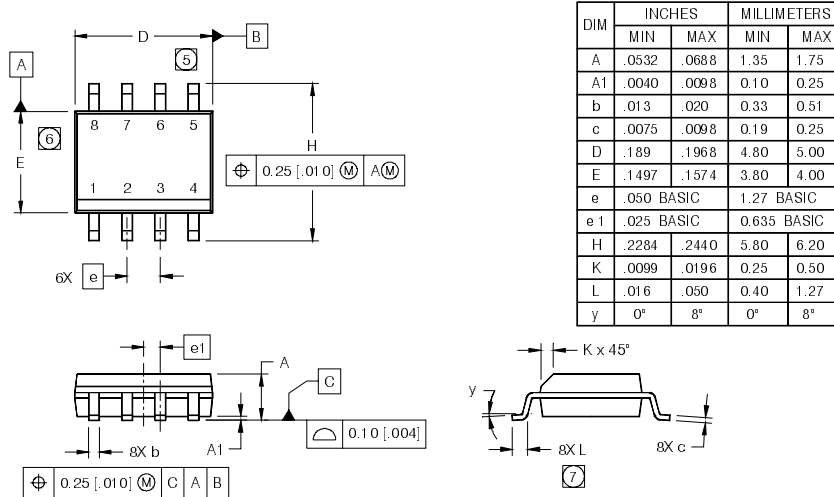 D
B
5
A
8 7 6 5
6
E
H
⌖ 0.25 [.010] Ⓜ AⓂ
1 2 3 4
6X e
DIM INCHES MILLIMETERS
MIN MAX MIN MAX
A .0532 .0688 1.35 1.75
A1 .0040 .0098 0.10 0.25
b .013 .020 0.33 0.51
c .0075 .0098 0.19 0.25
D .189 .1968 4.80 5.00
E .1497 .1574 3.80 4.00
e .050 BASIC 1.27 BASIC
e 1 .025 BASIC 0.635 BASIC
H .2284 .2440 5.80 6.20
K .0099 .0196 0.25 0.50
L .016 .050 0.40 1.27
y 0° 8° 0° 8°
e1
A
C
8X b
A1
⌓ 0.10 [.004]
⌖ 0.25 [.010] Ⓜ C A B
K x 45°
y
8X L
8X c
7